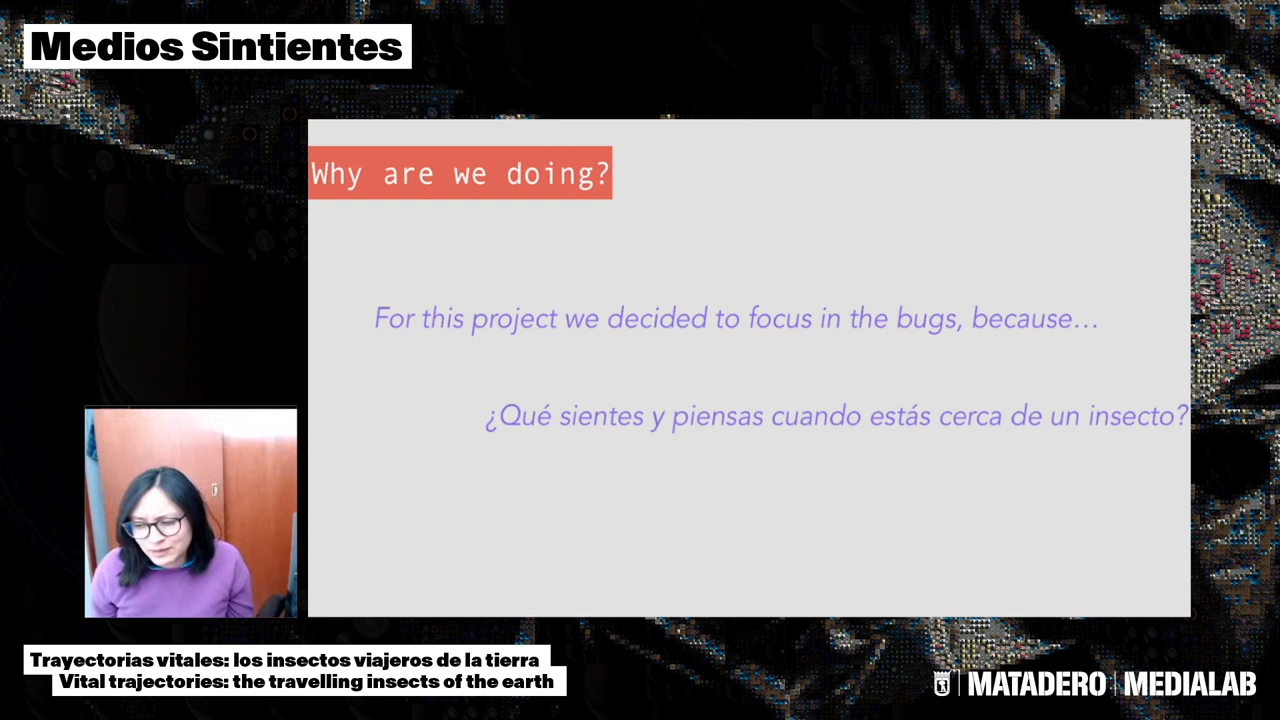 Medios Sintientes
Why are we doing?
For this project we decided to focus in the bugs, because...
¿Qué sientes y piensas cuando estás cerca de un insecto?
Trayectorias vitales: los insectos viajeros de la tierra
Vital trajectories: the travelling insects of the earth
MATADERO MEDIALAB